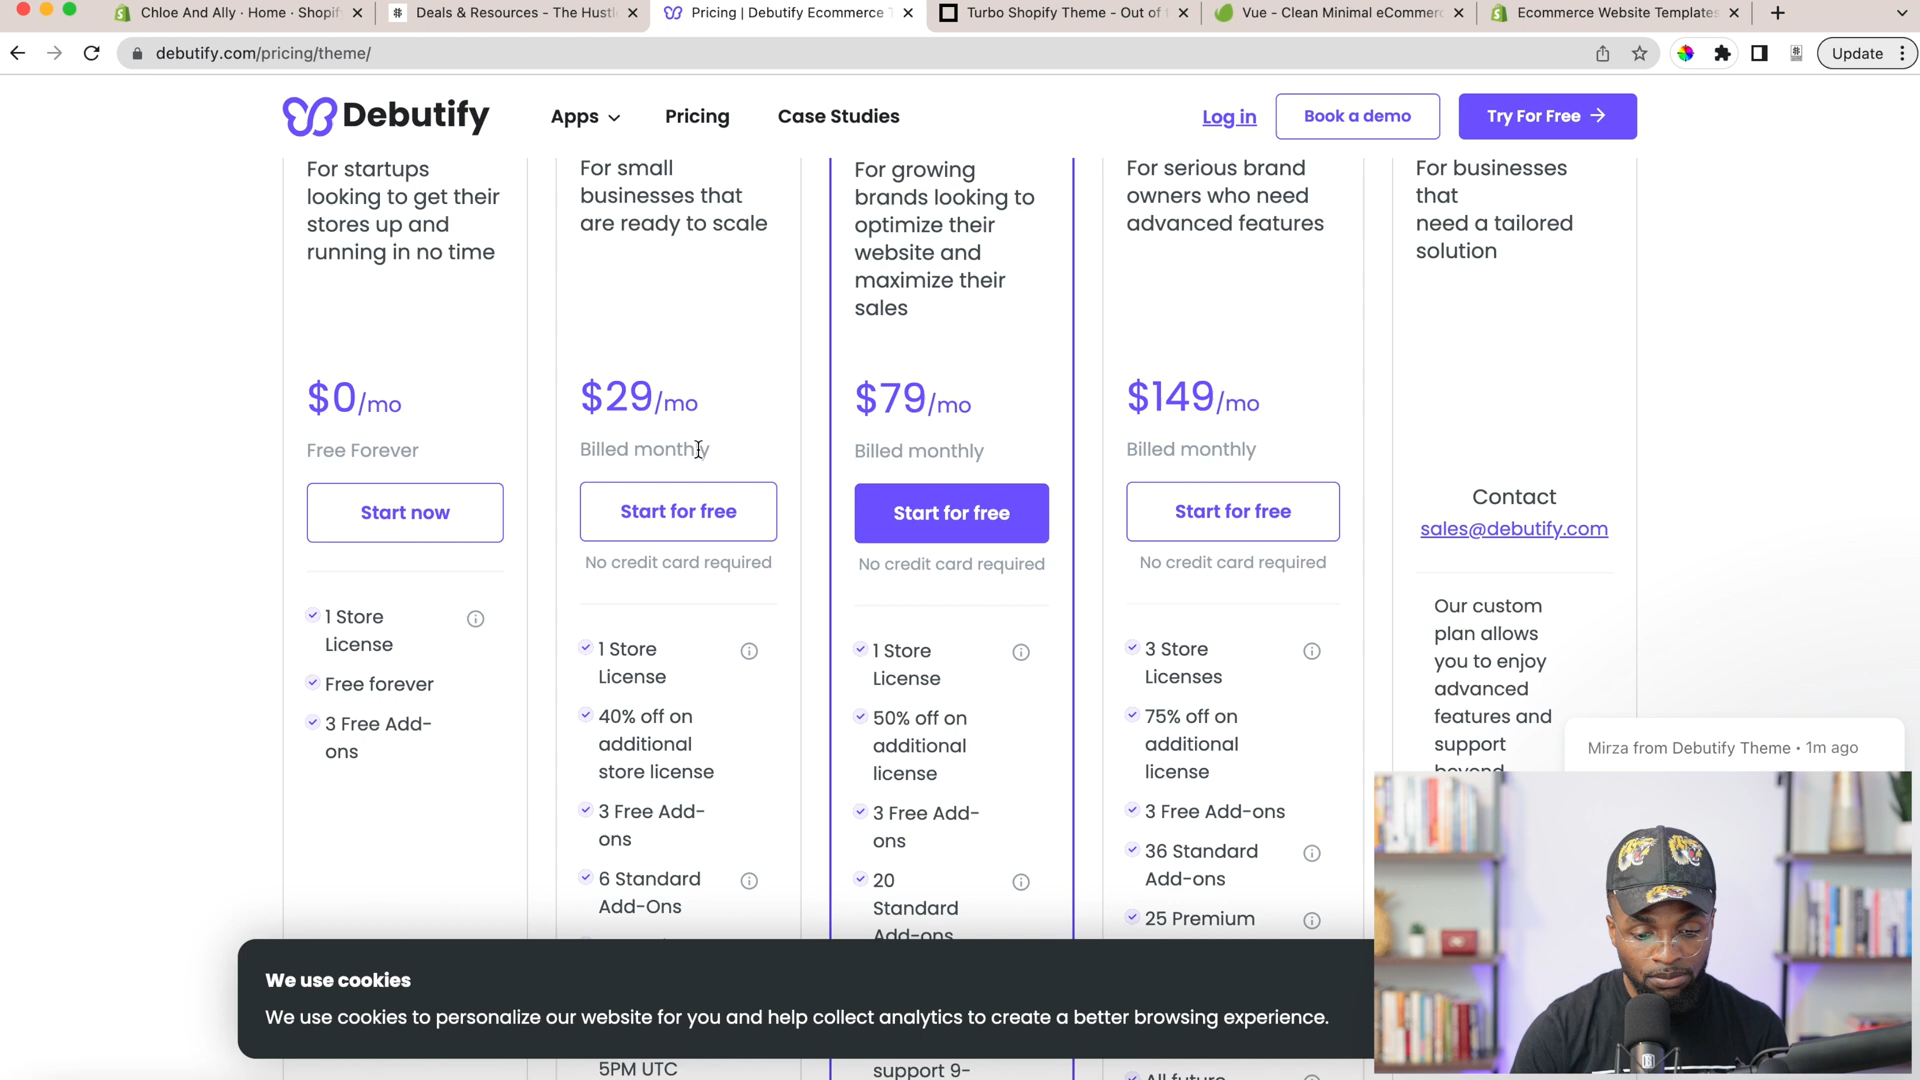 Chloe And Ally · Home · Shopif
Deals & Resources - The Hustle
Pricing | Debutify Ecommerce T
Turbo Shopify Theme - Out of
Vue - Clean Minimal eCommerc
Ecommerce Website Templates
debutify.com/pricing/theme/
Update
Debutify
Apps
Pricing
Case Studies
Log in
Book a demo
Try For Free →
For startups
looking to get their
stores up and
running in no time
$0/mo
Free Forever
Start now
1 Store
License
Free forever
3 Free Add-
ons
For small
businesses that
are ready to scale
$29/mo
Billed monthly
Start for free
No credit card required
1 Store
License
40% off on
additional
store license
3 Free Add-
ons
6 Standard
Add-Ons
5PM UTC
For growing
brands looking to
optimize their
website and
maximize their
sales
$79/mo
Billed monthly
Start for free
No credit card required
1 Store
License
50% off on
additional
license
3 Free Add-
ons
20
Standard
Add-ons
support 9-
For serious brand
owners who need
advanced features
$149/mo
Billed monthly
Start for free
No credit card required
3 Store
Licenses
75% off on
additional
license
3 Free Add-ons
36 Standard
Add-ons
25 Premium
All future
For businesses
that
need a tailored
solution
Contact
sales@debutify.com
Our custom
plan allows
you to enjoy
advanced
features and
support
beyond
Mirza from Debutify Theme • 1m ago
We use cookies
We use cookies to personalize our website for you and help collect analytics to create a better browsing experience.